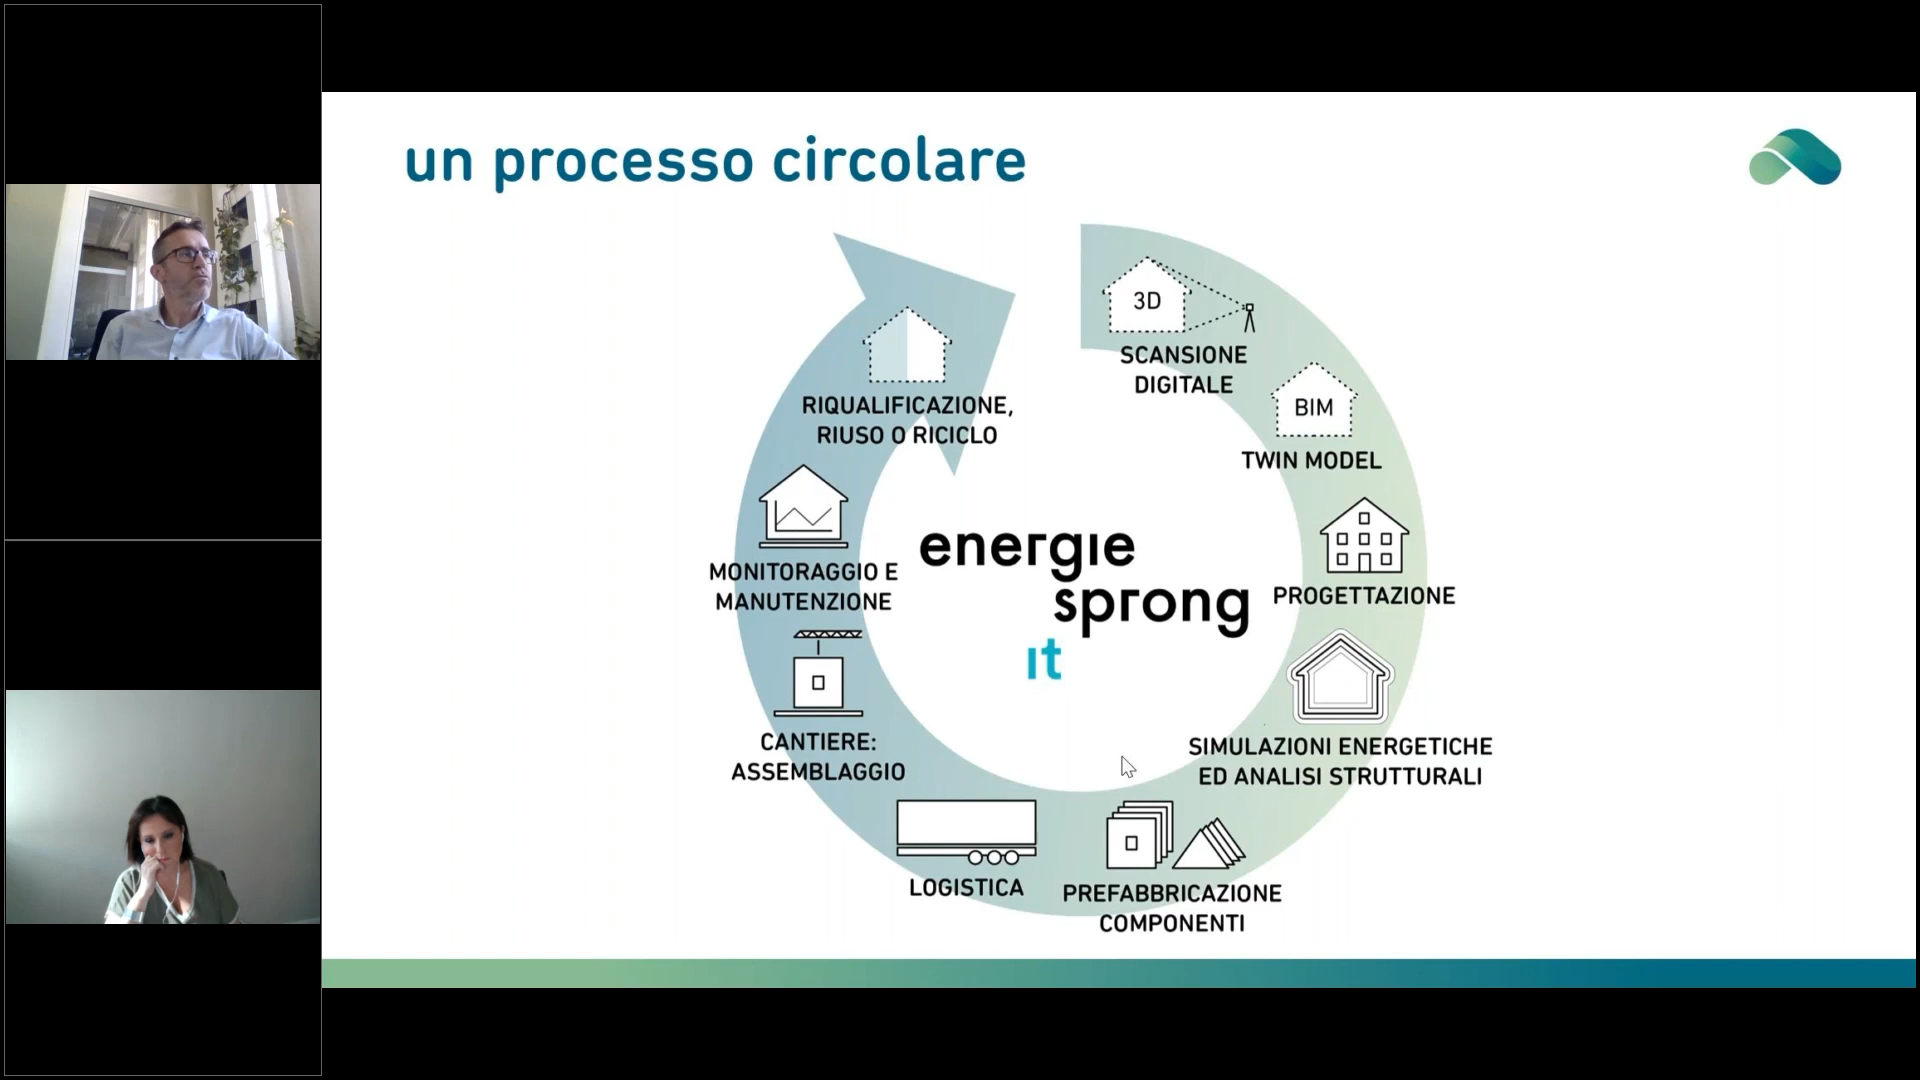 un processo circolare
3D
SCANSIONE
DIGITALE
BIM
TWIN MODEL
PROGETTAZIONE
SIMULAZIONI ENERGETICHE
ED ANALISI STRUTTURALI
PREFABBRICAZIONE
COMPONENTI
LOGISTICA
CANTIERE:
ASSEMBLAGGIO
MONITORAGGIO E
MANUTENZIONE
RIQUALIFICAZIONE,
RIUSO O RICICLO
energie
sprong
it